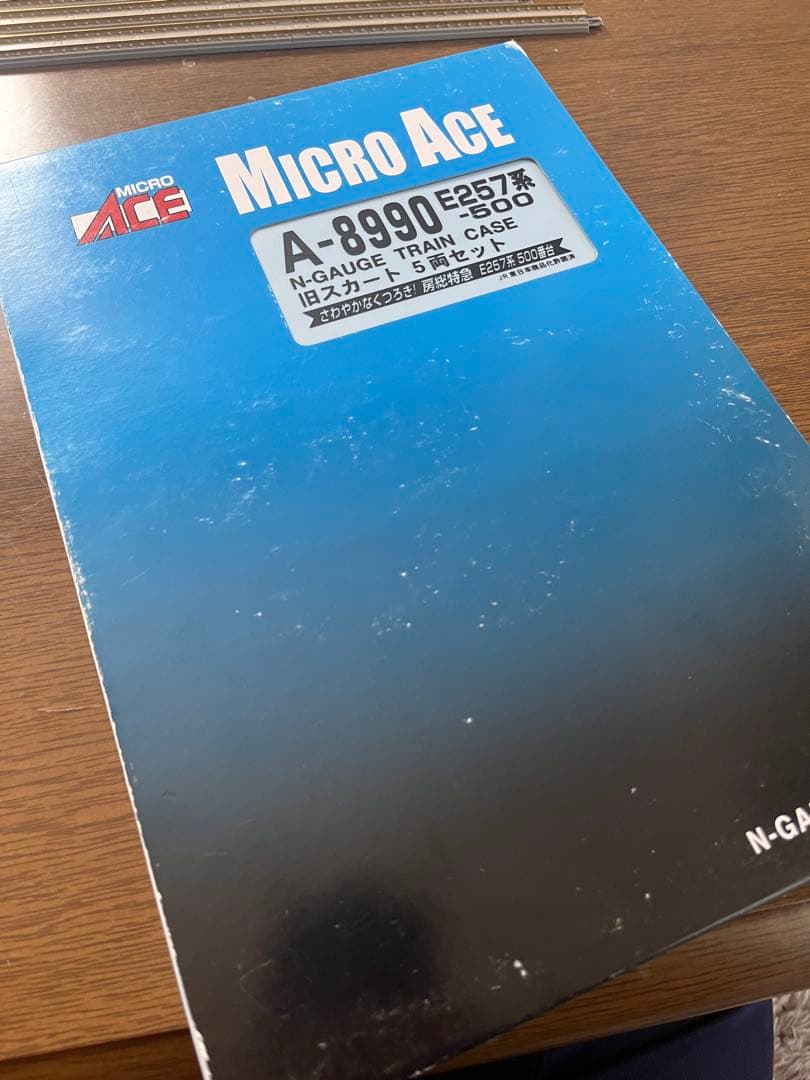 MICRO ACE
MICRO ACE
A-8990 E257系 -500
N-GAUGE TRAIN CASE
旧スカート 5両セット
さわやかなくつろぎ! 房総特急 E257系 500番台
JR東日本商品化許諾済
N-GA